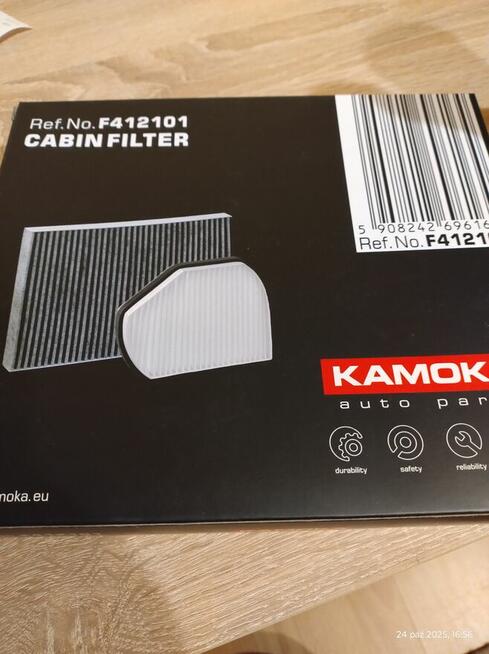 Ref.No.F412101
CABIN FILTER
5 908242 69616
Ref.No.F4121
KAMOK
auto par
durability
safety
reliability
moka.eu
24 paź 2025, 16:56